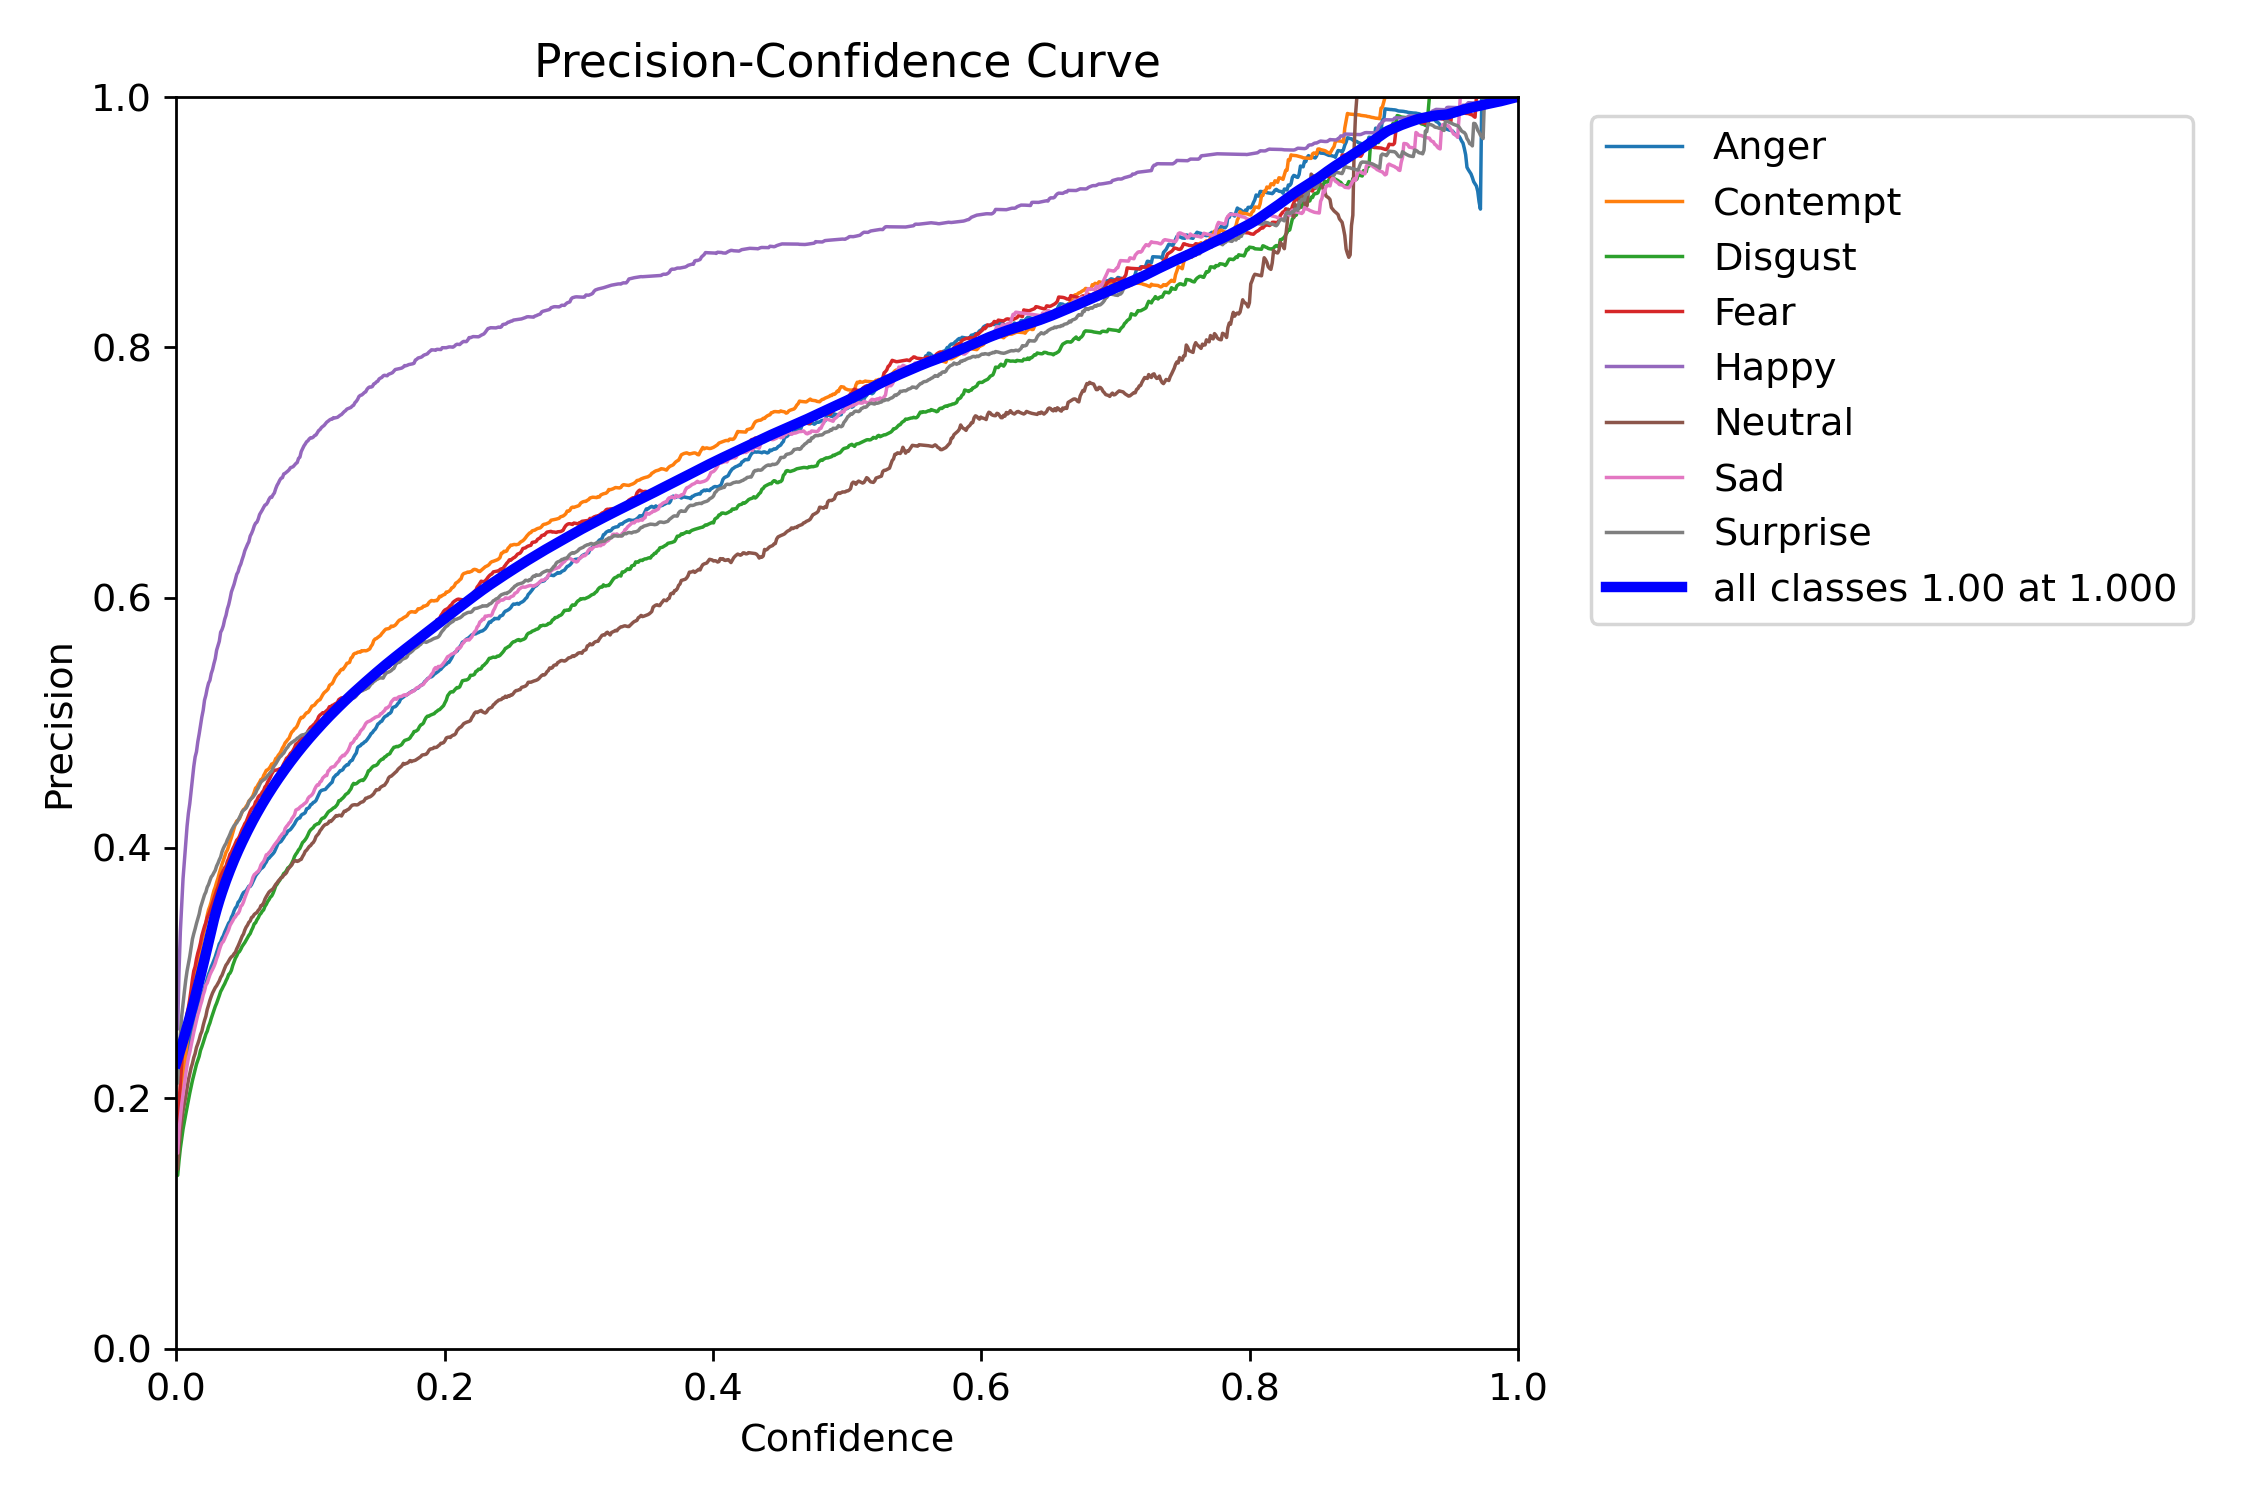 Precision-Confidence Curve
1.0
0.8
0.6
0.4
0.2
0.0
Precision
0.0 0.2 0.4 0.6 0.8 1.0
Confidence
Anger
Contempt
Disgust
Fear
Happy
Neutral
Sad
Surprise
all classes 1.00 at 1.000